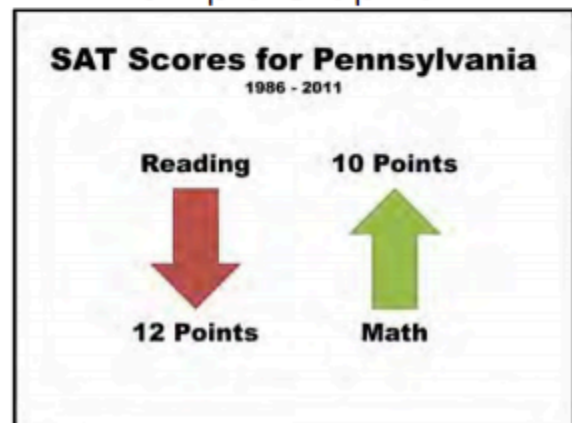 SAT Scores for Pennsylvania
1986 - 2011
Reading
10 Points
12 Points
Math